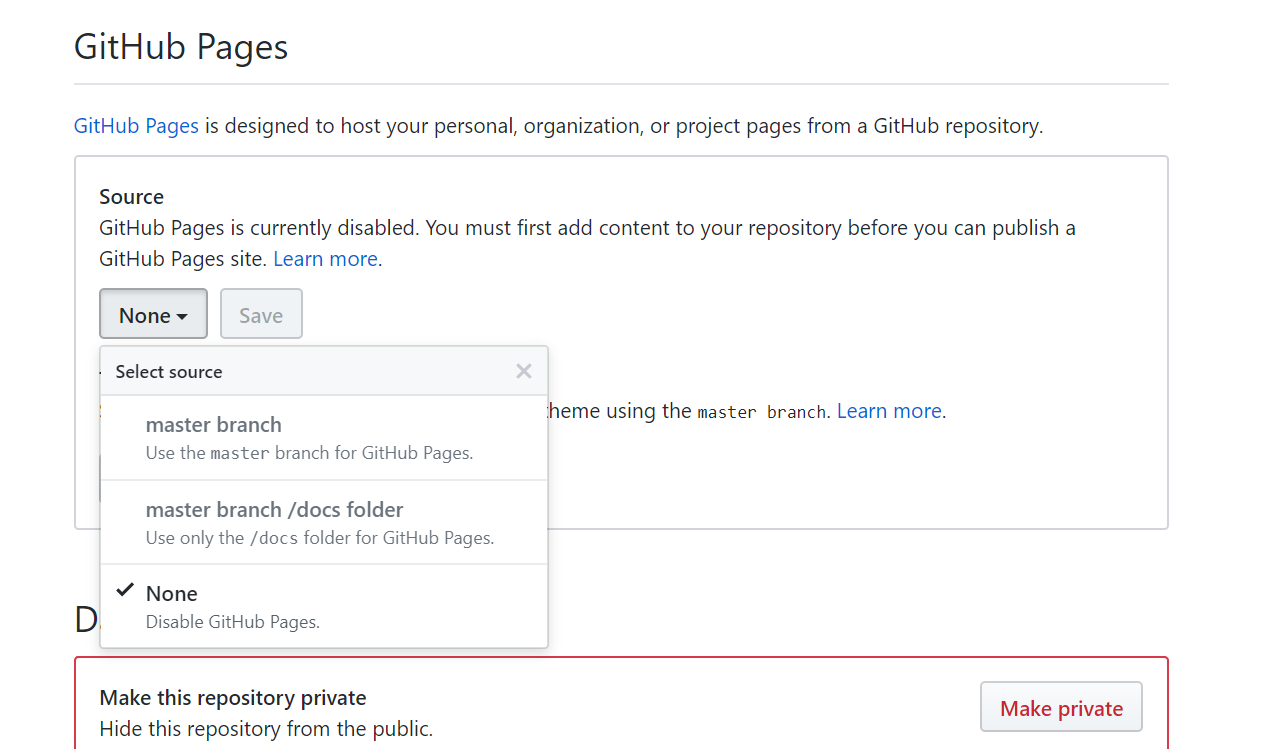 GitHub Pages
GitHub Pages is designed to host your personal, organization, or project pages from a GitHub repository.
Source
GitHub Pages is currently disabled. You must first add content to your repository before you can publish a
GitHub Pages site. Learn more.
None Save
Select source
heme using the master branch. Learn more.
master branch
Use the master branch for GitHub Pages.
master branch /docs folder
Use only the /docs folder for GitHub Pages.
None
Disable GitHub Pages.
D
Make this repository private
Hide this repository from the public.
Make private